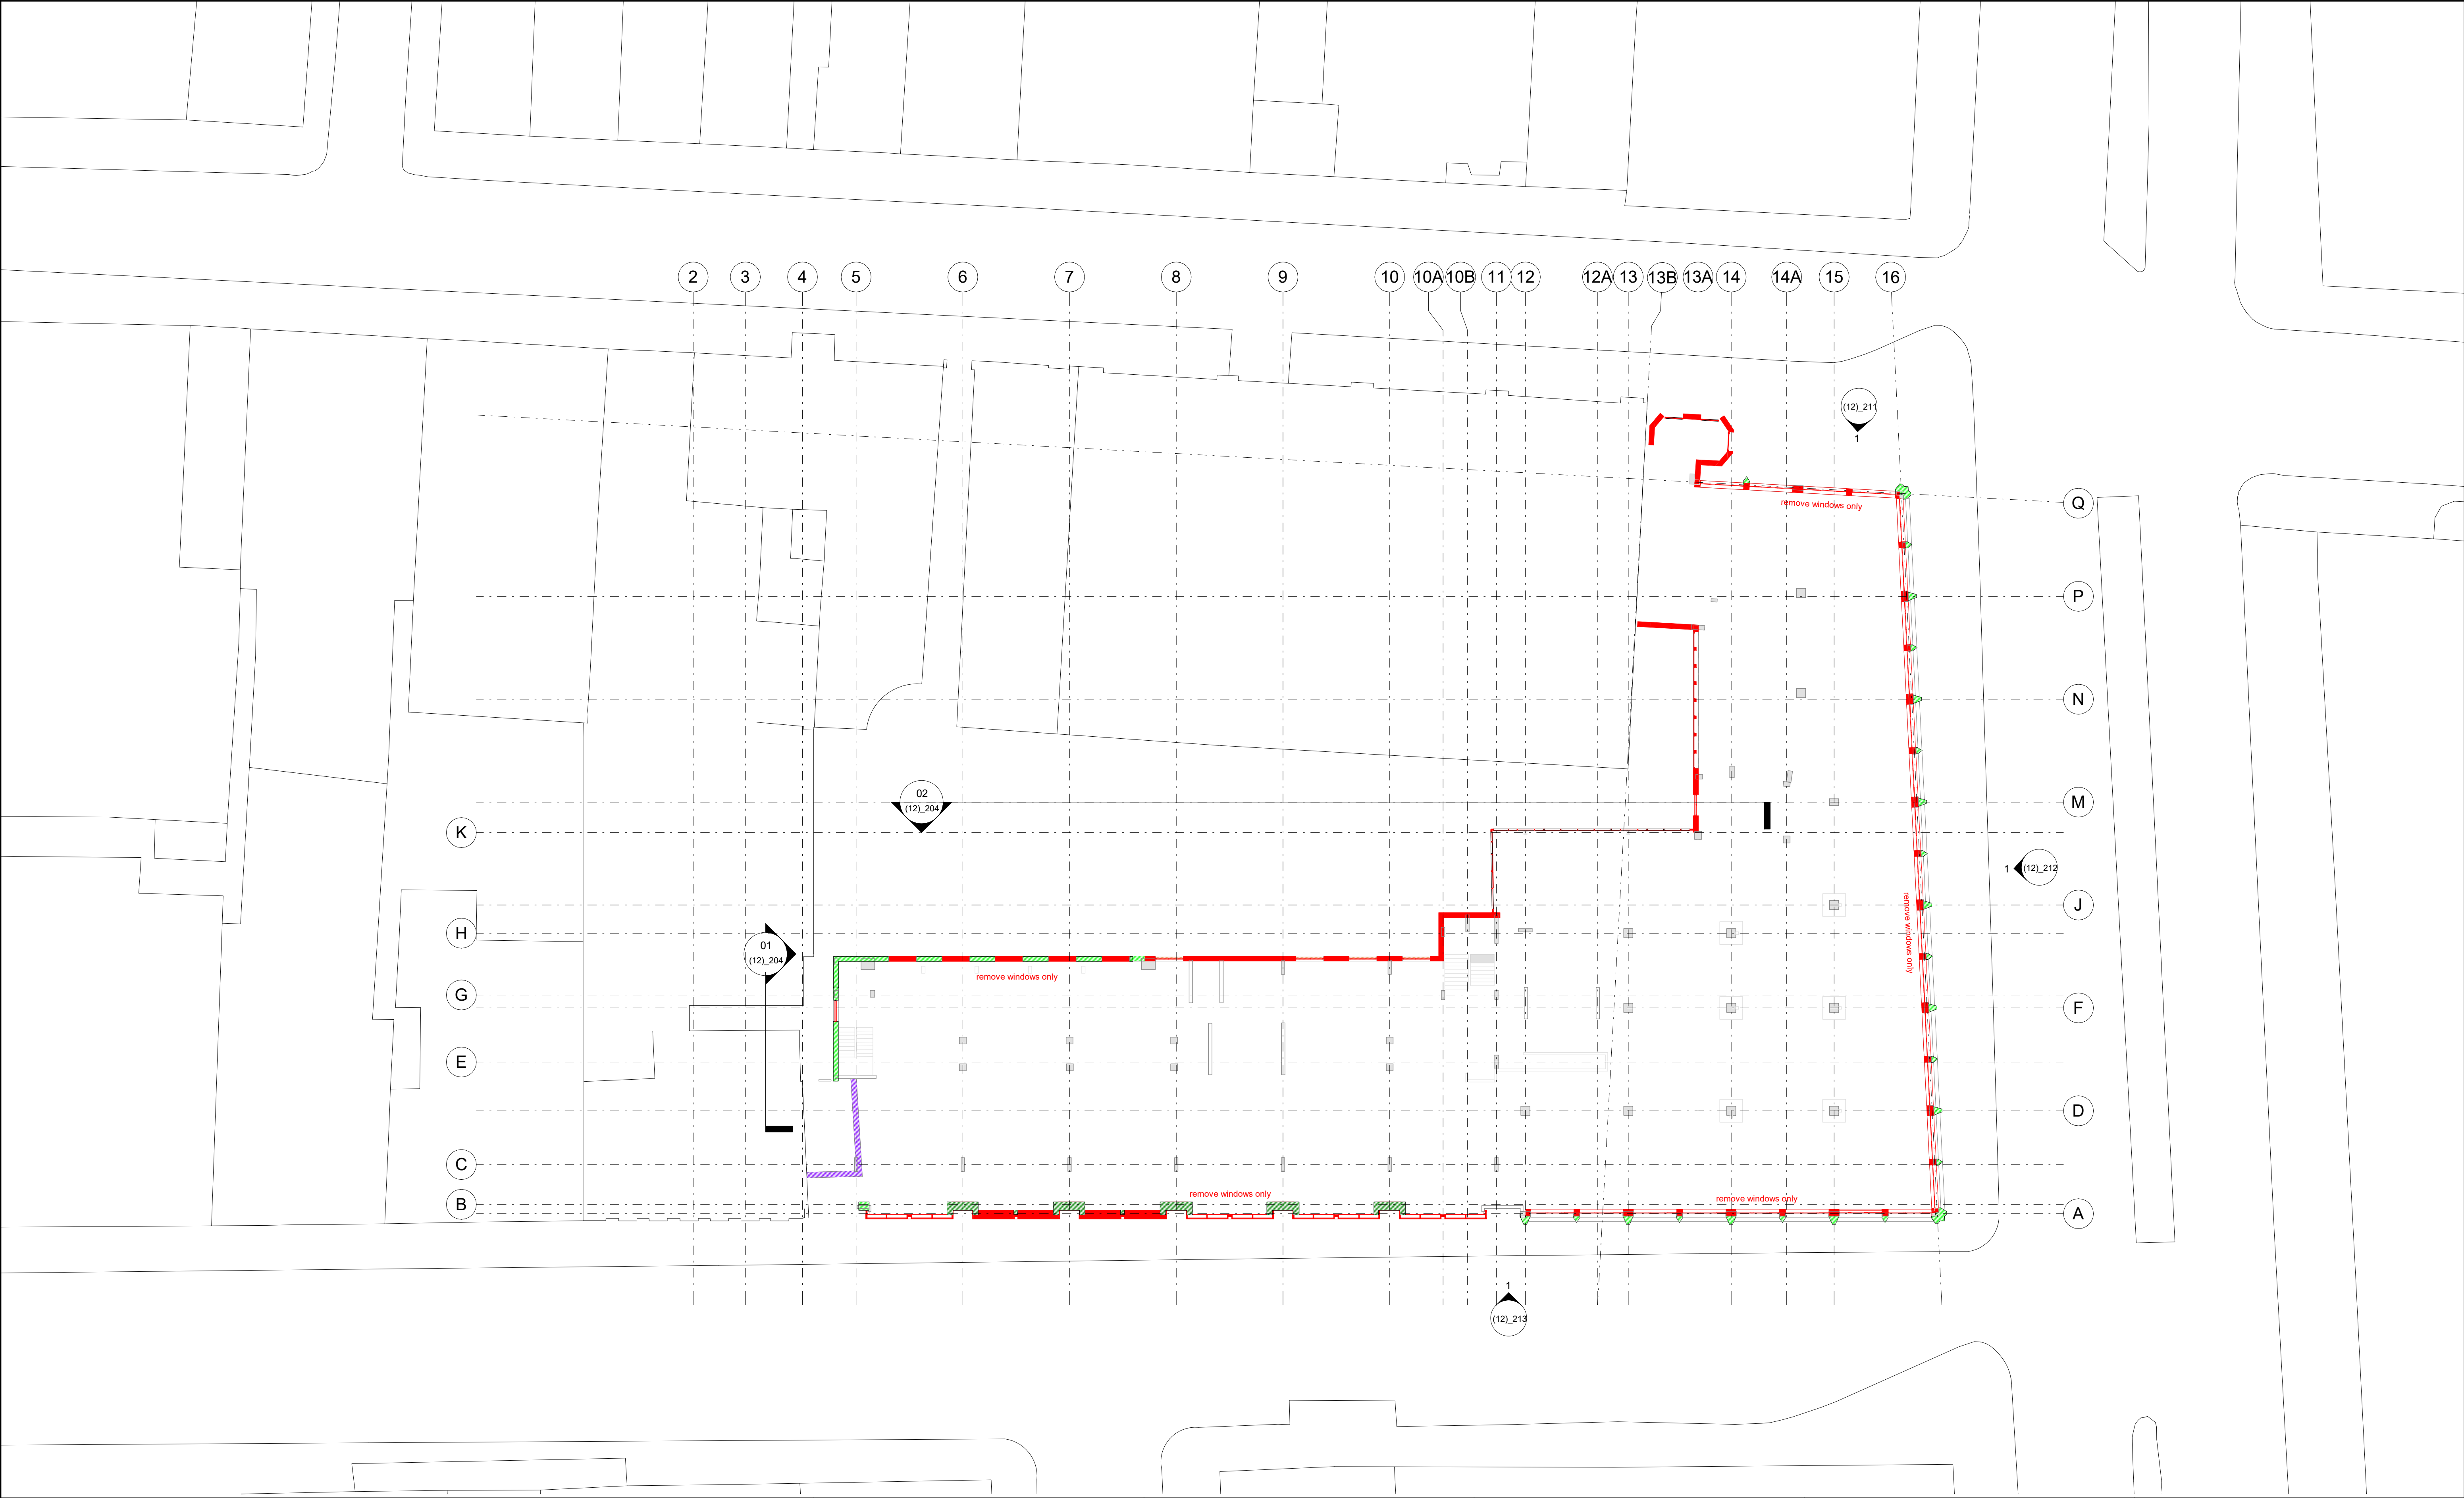 2 3 4 5 6 7 8 9 10 10A 10B 11 12 12A 13 13B 13A 14 14A 15 16
(12)_211
1
remove windows only
Q
P
N
02
(12)_204
M
K
1 (12)_212
J
remove windows only
H
01
(12)_204
remove windows only
G
F
E
D
C
remove windows only
remove windows only
B
A
1
(12)_213